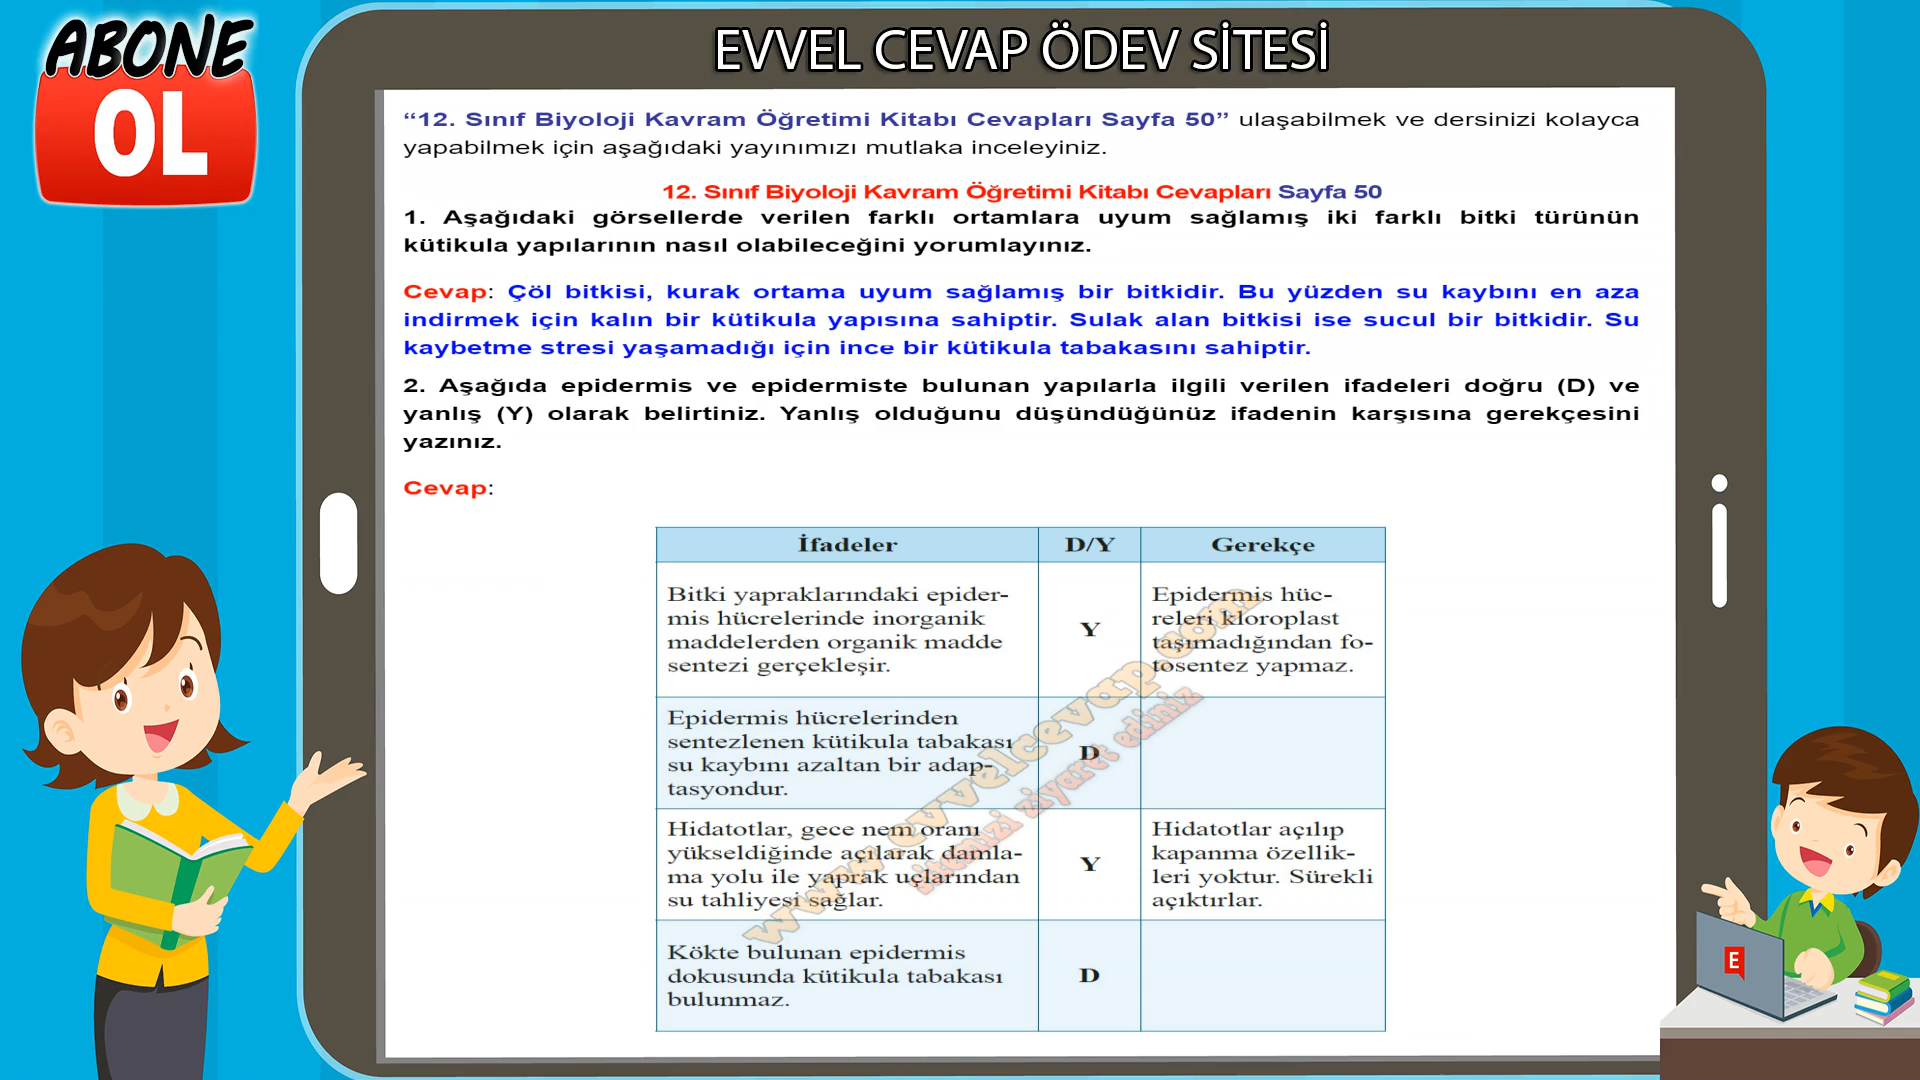 ABONE
OL
EVVEL CEVAP ÖDEV SİTESİ
“12. Sınıf Biyoloji Kavram Öğretimi Kitabı Cevapları Sayfa 50” ulaşabilmek ve dersinizi kolayca
yapabilmek için aşağıdaki yayınımızı mutlaka inceleyiniz.
12. Sınıf Biyoloji Kavram Öğretimi Kitabı Cevapları Sayfa 50
1. Aşağıdaki görsellerde verilen farklı ortamlara uyum sağlamış iki farklı bitki türünün
kütikula yapılarının nasıl olabileceğini yorumlayınız.
Cevap: Çöl bitkisi, kurak ortama uyum sağlamış bir bitkidir. Bu yüzden su kaybını en aza
indirmek için kalın bir kütikula yapısına sahiptir. Sulak alan bitkisi ise sucul bir bitkidir. Su
kaybetme stresi yaşamadığı için ince bir kütikula tabakasını sahiptir.
2. Aşağıda epidermis ve epidermiste bulunan yapılarla ilgili verilen ifadeleri doğru (D) ve
yanlış (Y) olarak belirtiniz. Yanlış olduğunu düşündüğünüz ifadenin karşısına gerekçesini
yazınız.
Cevap:
İfadeler D/Y Gerekçe
Bitki yapraklarındaki epider-
mis hücrelerinde inorganik
maddelerden organik madde
sentezi gerçekleşir.
Y
Epidermis hüc-
releri kloroplast
taşımadığından fo-
tosentez yapmaz.
Epidermis hücrelerinden
sentezlenen kütikula tabakası
su kaybını azaltan bir adap-
tasyondur.
D
Hidatotlar, gece nem oranı
yükseldiğinde açılarak damla-
ma yolu ile yaprak uçlarından
su tahliyesi sağlar.
Y
Hidatotlar açılıp
kapanma özellik-
leri yoktur. Sürekli
açıktırlar.
Kökte bulunan epidermis
dokusunda kütikula tabakası
bulunmaz.
D
www.evvelcevap.com
sitemizi ziyaret ediniz
E